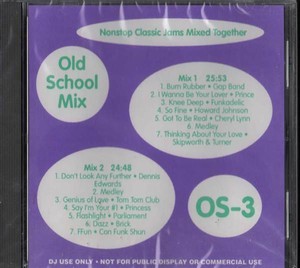 Nonstop Classic Jams Mixed Together
Old
School
Mix
Mix 1 25:53
1. Burn Rubber • Gap Band
2. I Wanna Be Your Lover • Prince
3. Knee Deep • Funkadelic
4. So Fine • Howard Johnson
5. Got To Be Real • Cheryl Lynn
6. Medley
7. Thinking About Your Love •
Skipworth & Turner
Mix 2 24:48
1. Don't Look Any Further • Dennis
Edwards
2. Medley
3. Genius of Love • Tom Tom Club
4. Say I'm Your #1 • Princess
5. Flashlight • Parliament
6. Dazz • Brick
7. FFun • Con Funk Shun
OS-3
DJ USE ONLY • NOT FOR PUBLIC DISPLAY OR COMMERCIAL USE